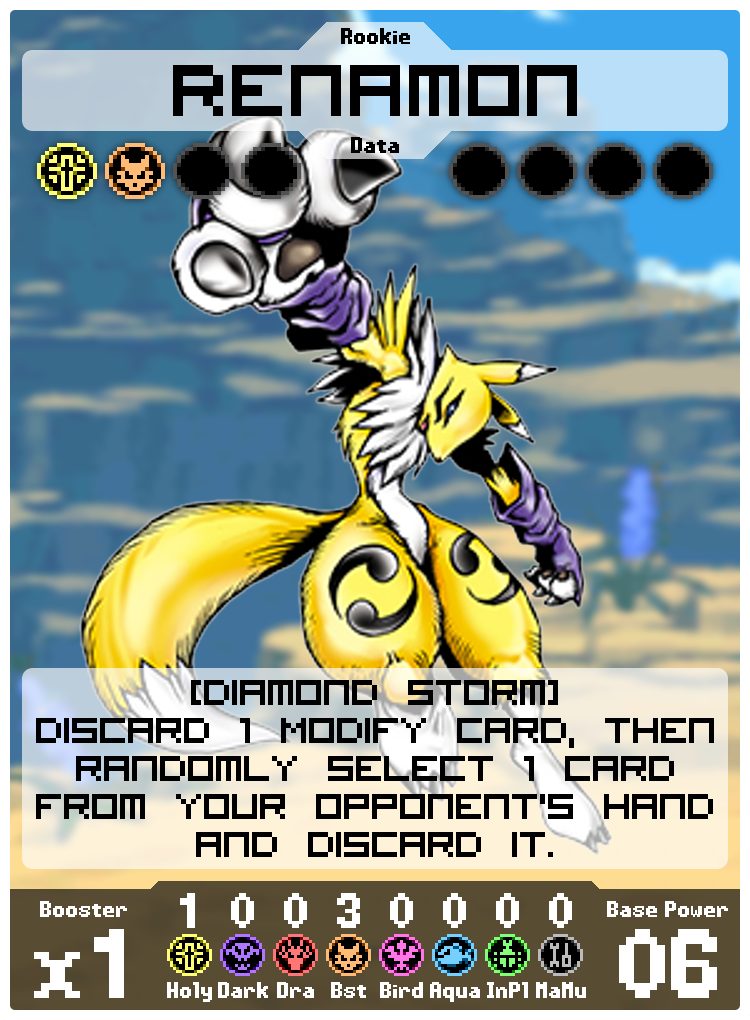 Rookie
RENAMON
Data
[DIAMOND STORM]
DISCARD 1 MODIFY CARD, THEN
RANDOMLY SELECT 1 CARD
FROM YOUR OPPONENT'S HAND
AND DISCARD IT.
Booster 1 0 0 3 0 0 0 0 Base Power
x1 06
Holy Dark Dra Bst Bird Aqua InPl MaMu